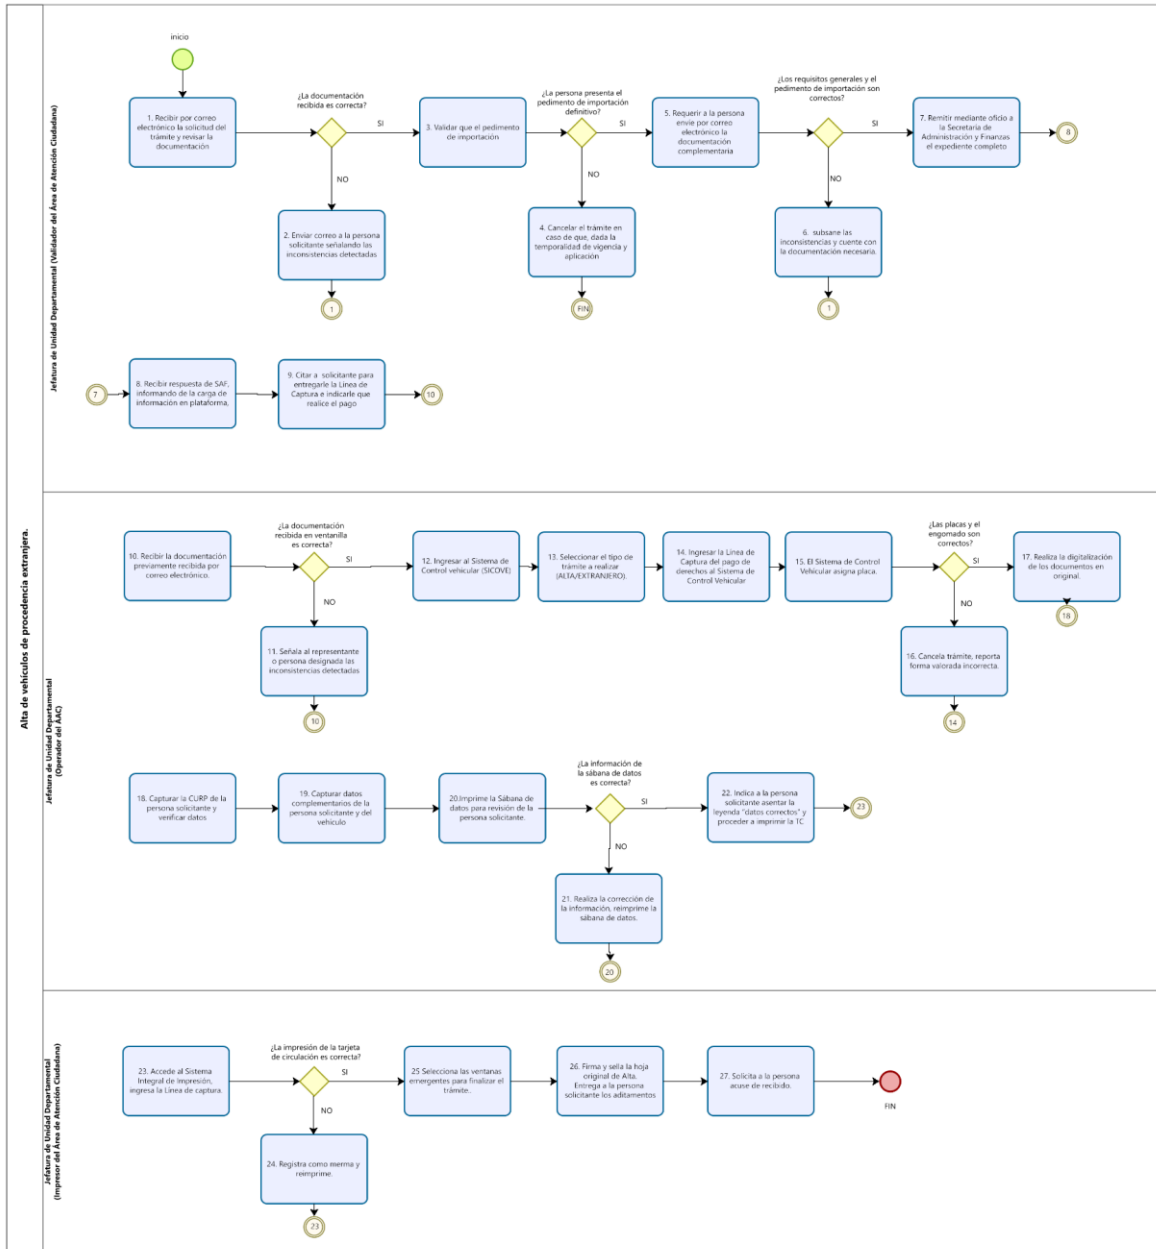 Alta de vehículos de procedencia extranjera.
Jefatura de Unidad Departamental (Validador del Área de Atención Ciudadana)
inicio
1. Recibir por correo
electrónico la solicitud del
trámite y revisar la
documentación
¿La documentación
recibida es correcta?
SI
NO
2. Enviar correo a la persona
solicitante señalando las
inconsistencias detectadas
1
3. Validar que el pedimento
de importación
¿La persona presenta el
pedimento de importación
definitivo?
SI
NO
4. Cancelar el trámite en
caso de que, dada la
temporalidad de vigencia y
aplicación
FIN
5. Requerir a la persona
envíe por correo
electrónico la
documentación
complementaria
¿Los requisitos generales y el
pedimento de importación son
correctos?
SI
NO
6. subsane las
inconsistencias y cuente con
la documentación necesaria.
1
7. Remitir mediante oficio a
la Secretaría de
Administración y Finanzas
el expediente completo
8
7
8. Recibir respuesta de SAF,
informando de la carga de
información en plataforma,
9. Citar a solicitante para
entregarle la Línea de
Captura e indicarle que
realice el pago
10
Jefatura de Unidad Departamental
(Operador del AAC)
10. Recibir la documentación
previamente recibida por
correo electrónico.
¿La documentación
recibida en ventanilla
es correcta?
SI
NO
11. Señala al representante
o persona designada las
inconsistencias detectadas
10
12. Ingresar al Sistema de
Control vehicular (SICOVE)
13. Seleccionar el tipo de
trámite a realizar
(ALTA/EXTRANJERO).
14. Ingresar la Línea de
Captura del pago de
derechos al Sistema de
Control Vehicular
15. El Sistema de Control
Vehicular asigna placa.
¿Las placas y el
engomado son
correctos?
SI
NO
16. Cancela trámite, reporta
forma valorada incorrecta.
14
17. Realiza la digitalización
de los documentos en
original.
18
18. Capturar la CURP de la
persona solicitante y
verificar datos
19. Capturar datos
complementarios de la
persona solicitante y del
vehículo
20.Imprime la Sábana de
datos para revisión de la
persona solicitante.
¿La información de
la sábana de datos
es correcta?
SI
NO
21. Realiza la corrección de
la información, reimprime la
sábana de datos.
20
22. Indica a la persona
solicitante asentar la
leyenda "datos correctos" y
proceder a imprimir la TC
23
Jefatura de Unidad Departamental
(Impresor del Área de Atención Ciudadana)
23. Accede al Sistema
Integral de Impresión,
ingresa la Línea de captura.
¿La impresión de la tarjeta
de circulación es correcta?
SI
NO
24. Registra como merma y
reimprime.
23
25 Selecciona las ventanas
emergentes para finalizar el
trámite..
26. Firma y sella la hoja
original de Alta.
Entrega a la persona
solicitante los aditamentos
27. Solicita a la persona
acuse de recibido.
FIN